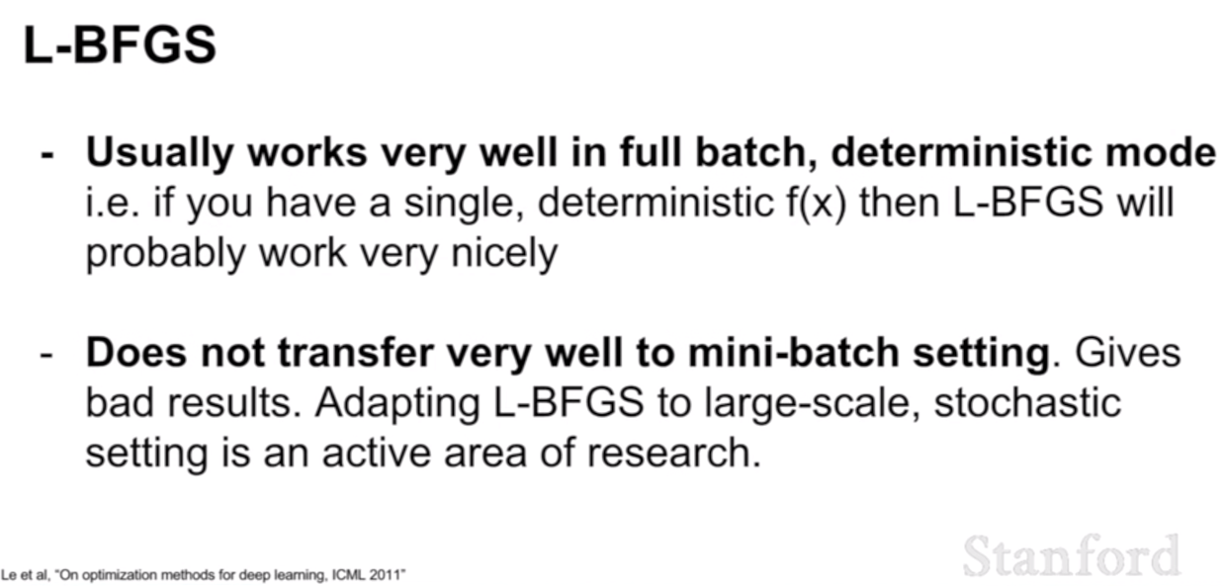 L-BFGS
- Usually works very well in full batch, deterministic mode
i.e. if you have a single, deterministic f(x) then L-BFGS will
probably work very nicely
- Does not transfer very well to mini-batch setting. Gives
bad results. Adapting L-BFGS to large-scale, stochastic
setting is an active area of research.
Le et al, "On optimization methods for deep learning, ICML 2011"
Stanford